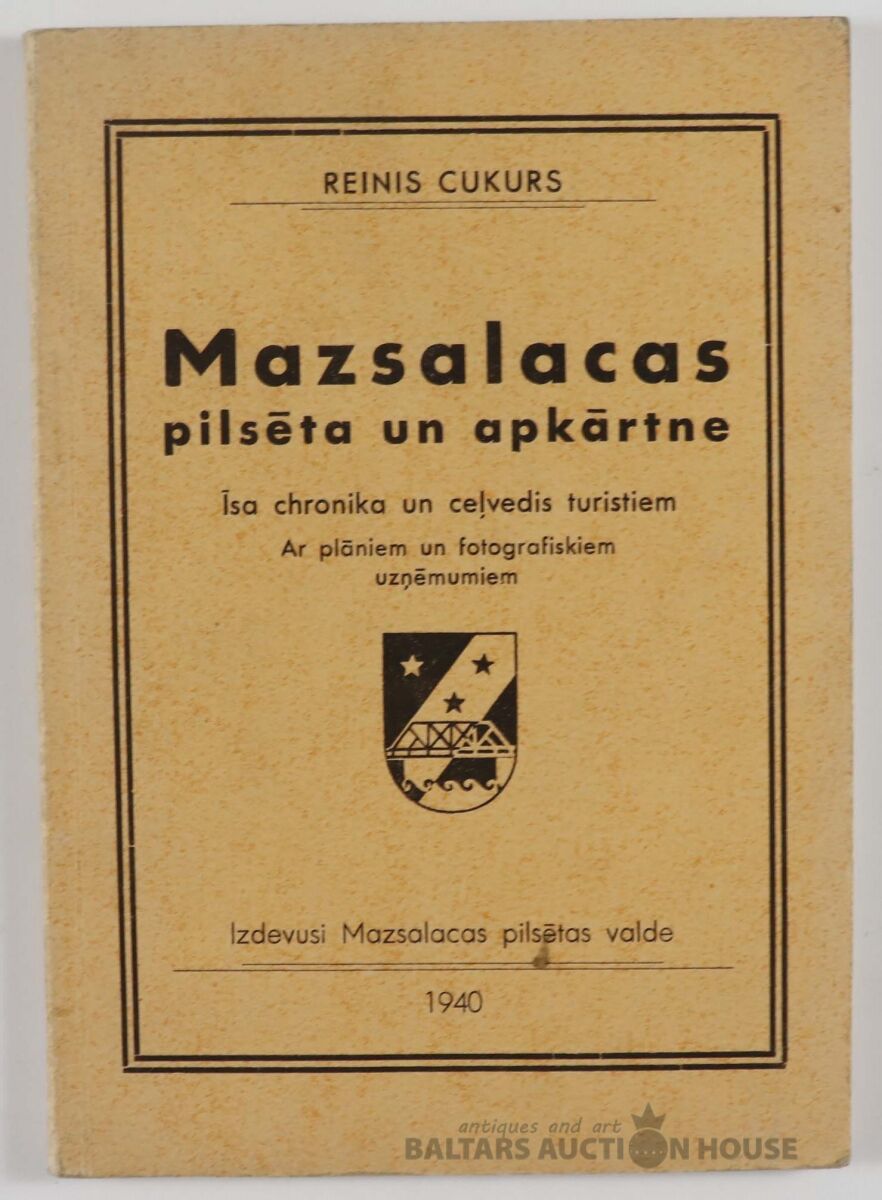 REINIS CUKURS
Mazsalacas
pilsēta un apkārtne
Īsa chronika un ceļvedis turistiem
Ar plāniem un fotografiskiem
uzņēmumiem
Izdevusi Mazsalacas pilsētas valde
1940
antiques and art
BALTARS AUCTION HOUSE